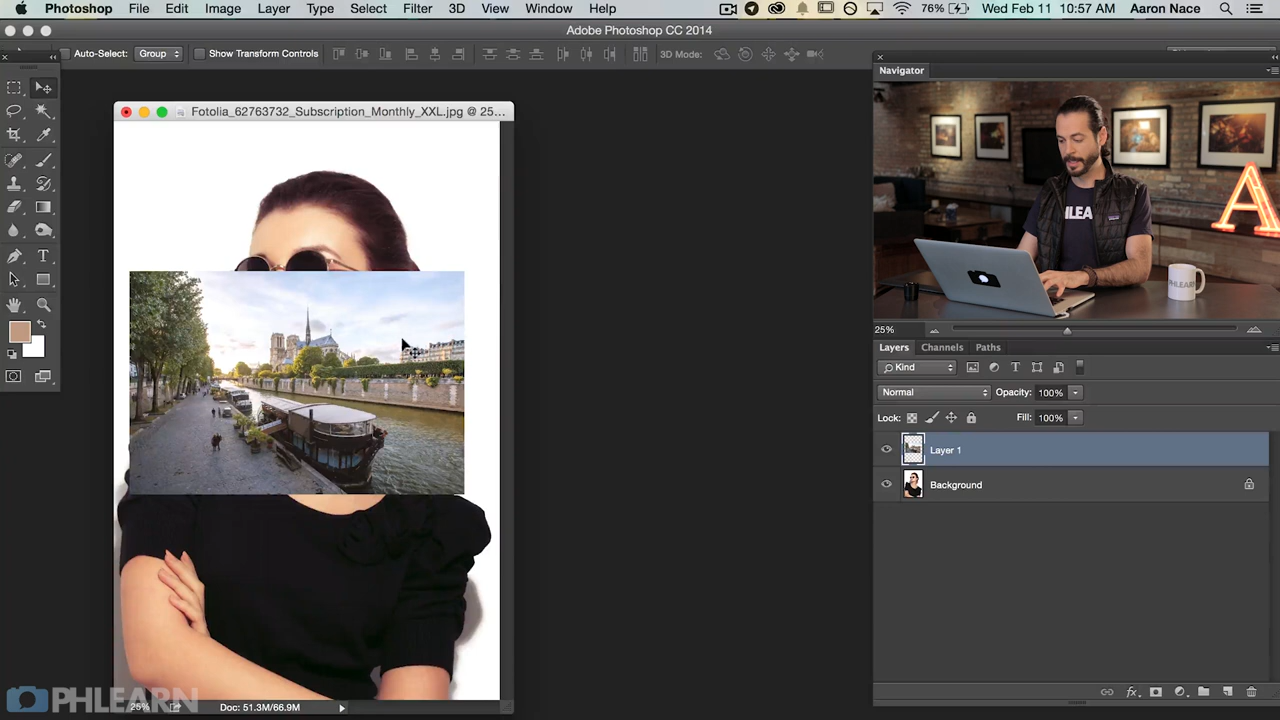 Photoshop File Edit Image Layer Type Select Filter 3D View Window Help 76% Wed Feb 11 10:57 AM Aaron Nace
Adobe Photoshop CC 2014
Auto-Select: Group Show Transform Controls 3D Mode:
Navigator
Fotolia_62763732_Subscription_Monthly_XXL.jpg @ 25...
PHLEARN
A
PHLEARN
25%
Layers Channels Paths
Kind
Normal Opacity: 100%
Lock: Fill: 100%
Layer 1
Background
PHLEARN
25% Doc: 51.3M/66.9M